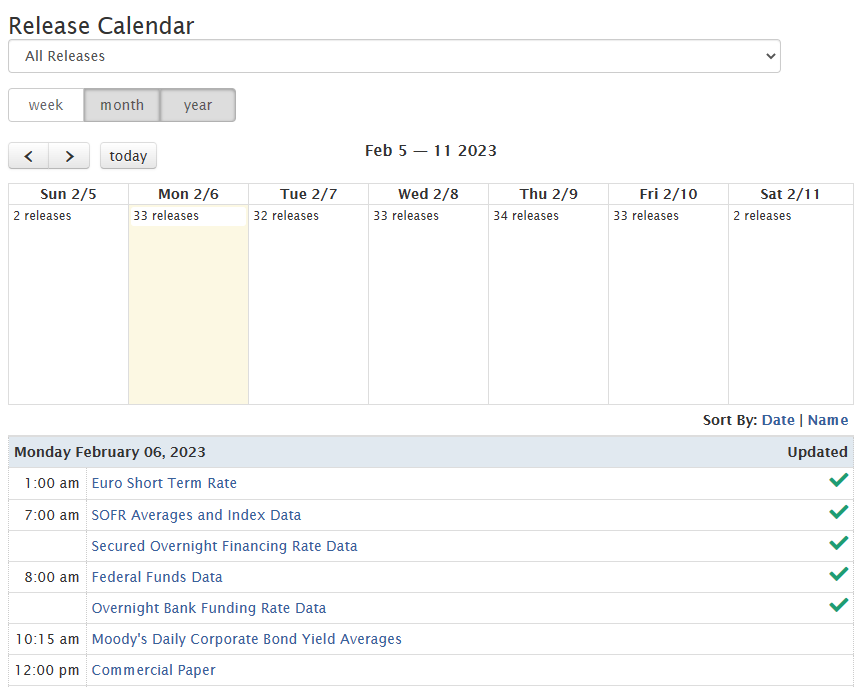 Release Calendar
All Releases
week month year
today
Feb 5 — 11 2023
Sun 2/5 Mon 2/6 Tue 2/7 Wed 2/8 Thu 2/9 Fri 2/10 Sat 2/11
2 releases 33 releases 32 releases 33 releases 34 releases 33 releases 2 releases
Sort By: Date | Name
Monday February 06, 2023 Updated
1:00 am Euro Short Term Rate
7:00 am SOFR Averages and Index Data
Secured Overnight Financing Rate Data
8:00 am Federal Funds Data
Overnight Bank Funding Rate Data
10:15 am Moody's Daily Corporate Bond Yield Averages
12:00 pm Commercial Paper